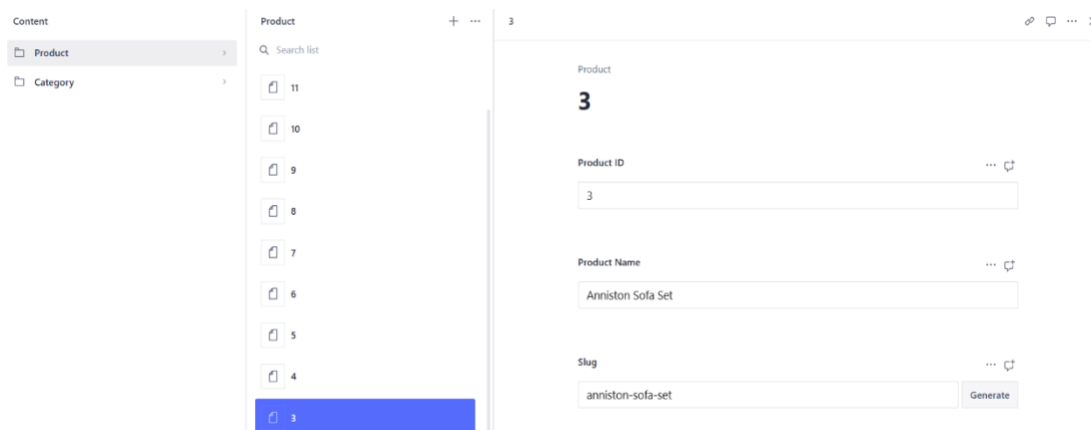 Content
Product
Category
Product
Search list
11
10
9
8
7
6
5
4
3
3
Product
3
Product ID
3
Product Name
Anniston Sofa Set
Slug
anniston-sofa-set
Generate